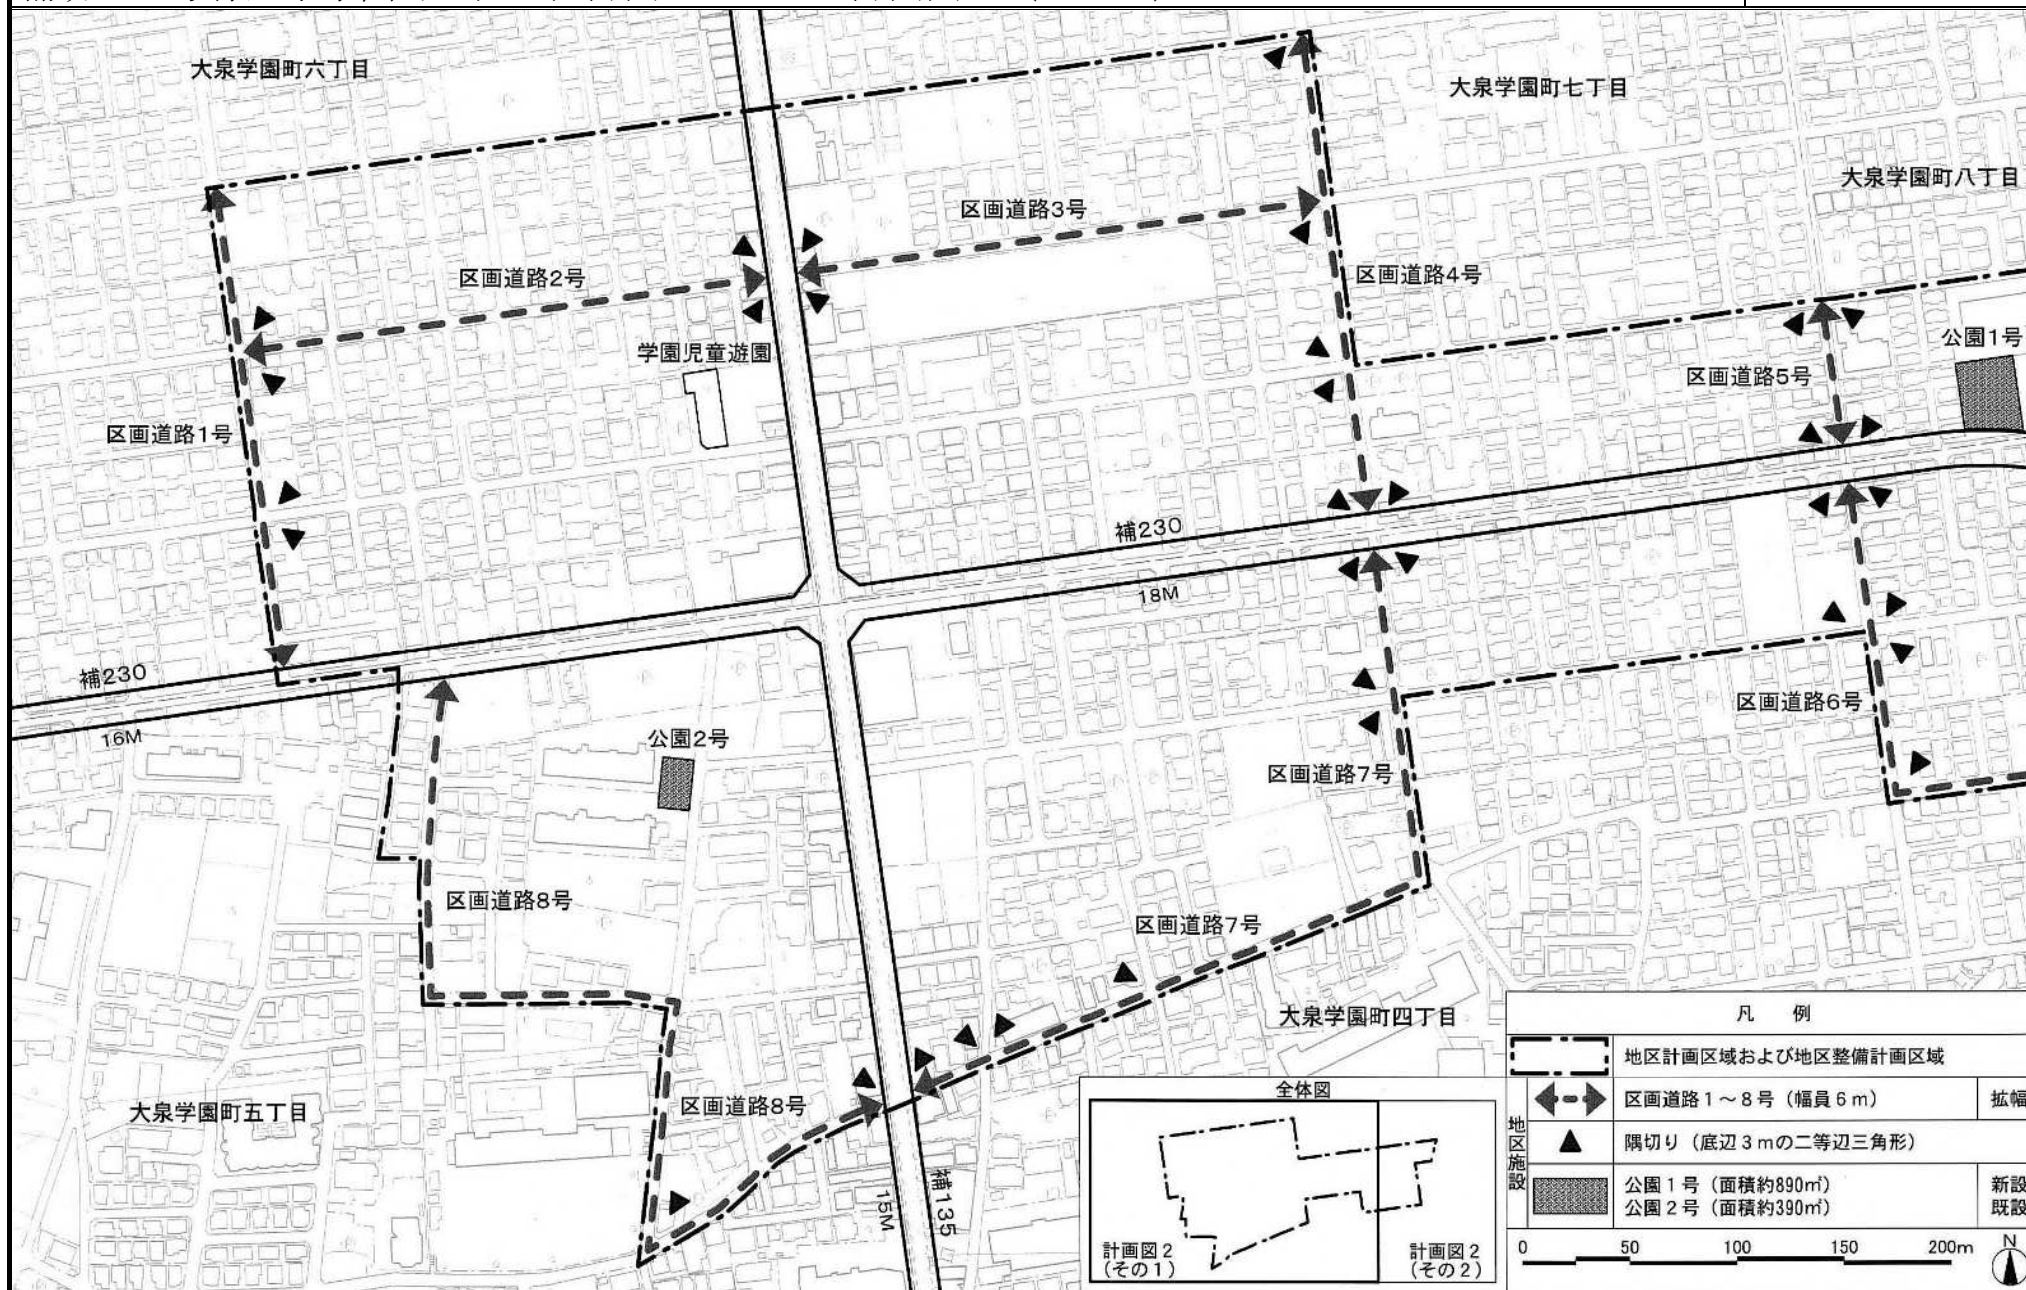 大泉学園町六丁目
大泉学園町七丁目
大泉学園町八丁目
区画道路3号
区画道路2号
区画道路4号
公園1号
学園児童遊園
区画道路5号
区画道路1号
補230
18M
補230
16M
公園2号
区画道路6号
区画道路7号
区画道路8号
区画道路7号
大泉学園町四丁目
大泉学園町五丁目
区画道路8号
15M
補135
全体図
計画図2
(その1)
計画図2
(その2)
凡 例
地区計画区域および地区整備計画区域
地区施設
区画道路1~8号(幅員6m)
拡幅
隅切り(底辺3mの二等辺三角形)
公園1号(面積約890㎡)
新設
公園2号(面積約390㎡)
既設
0 50 100 150 200m
N